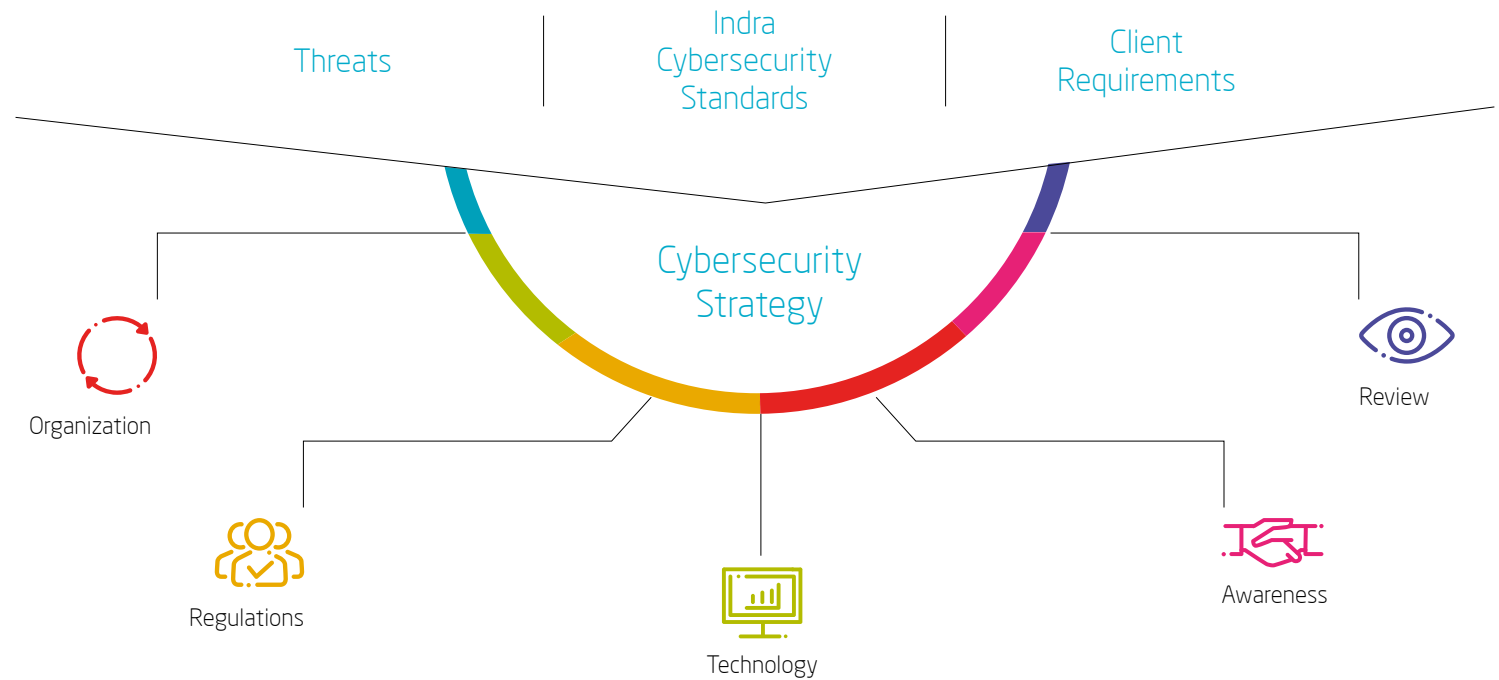 Threats
Indra
Cybersecurity
Standards
Client
Requirements
Cybersecurity
Strategy
Organization
Regulations
Technology
Awareness
Review